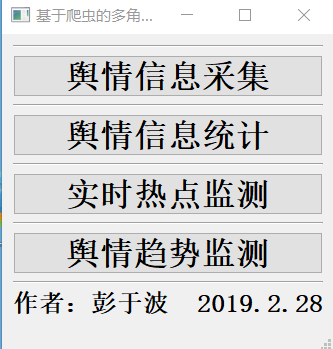 基于爬虫的多角...
舆情信息采集
舆情信息统计
实时热点监测
舆情趋势监测
作者：彭于波 2019.2.28